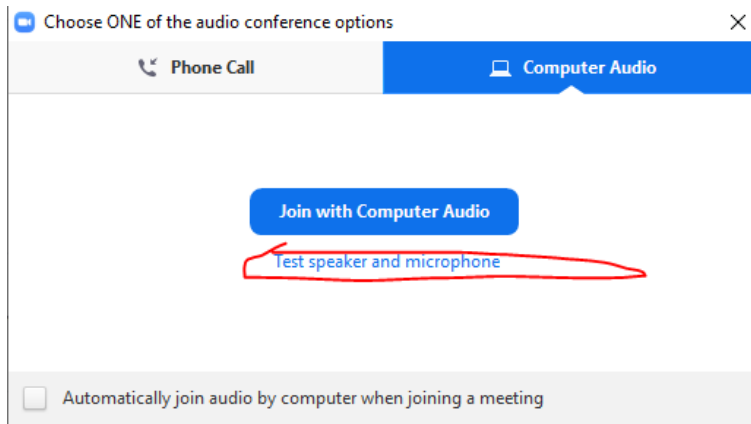 Choose ONE of the audio conference options
Phone Call
Computer Audio
Join with Computer Audio
Test speaker and microphone
Automatically join audio by computer when joining a meeting